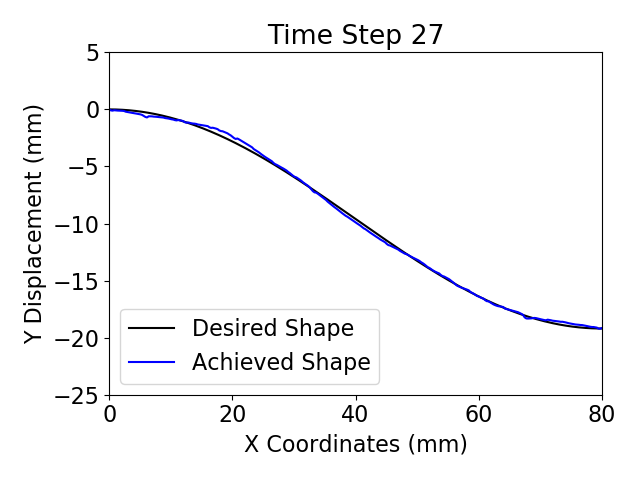 Time Step 27
Y Displacement (mm)
5
0
−5
−10
−15
−20
−25
Desired Shape
Achieved Shape
0 20 40 60 80
X Coordinates (mm)